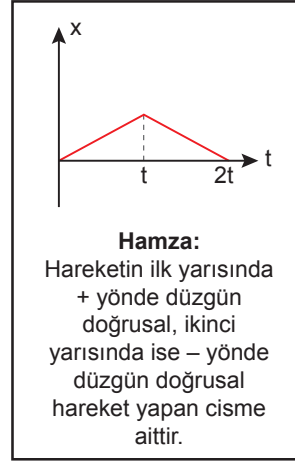 x
t
t
2t
Hamza:
Hareketin ilk yarısında
+ yönde düzgün
doğrusal, ikinci
yarısında ise – yönde
düzgün doğrusal
hareket yapan cisme
aittir.